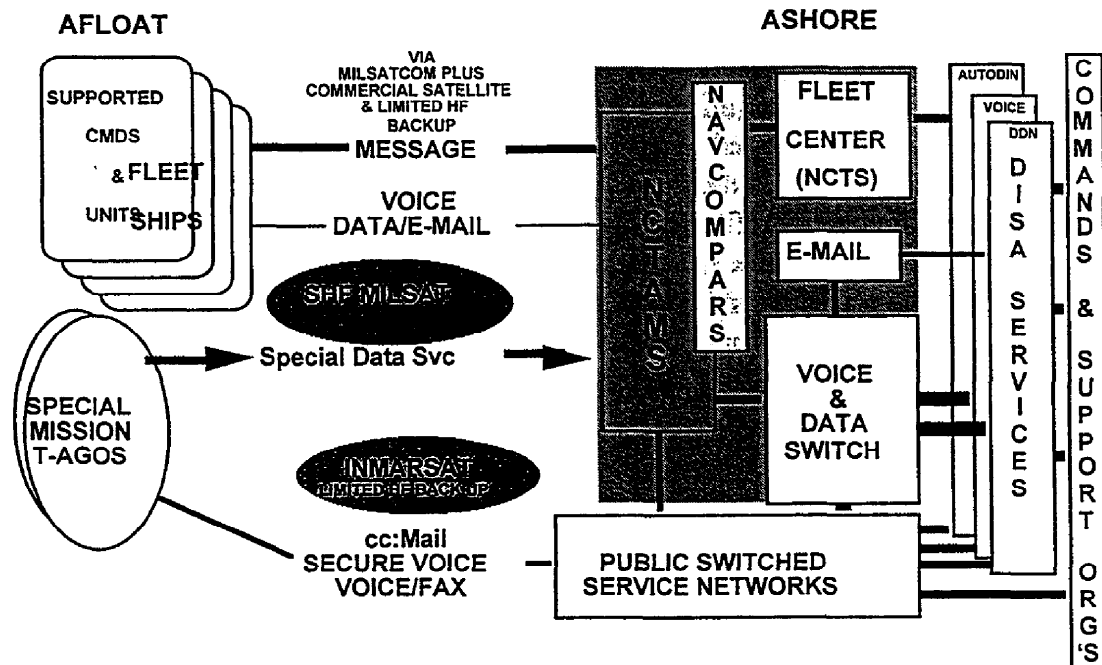 AFLOAT
ASHORE
SUPPORTED
CMDS
& FLEET
UNITS SHIPS
VIA
MILSATCOM PLUS
COMMERCIAL SATELLITE
& LIMITED HF
BACKUP
MESSAGE
VOICE
DATA/E-MAIL
SHF MILSAT
Special Data Svc
SPECIAL
MISSION
T-AGOS
INMARSAT
LIMITED HF BACK UP
cc:Mail
SECURE VOICE
VOICE/FAX
NCTAMS
NAVCOMPARS
FLEET
CENTER
(NCTS)
E-MAIL
VOICE
&
DATA
SWITCH
PUBLIC SWITCHED
SERVICE NETWORKS
AUTODIN
VOICE
DDN
DISA SERVICES
COMMANDS & SUPPORT ORG'S